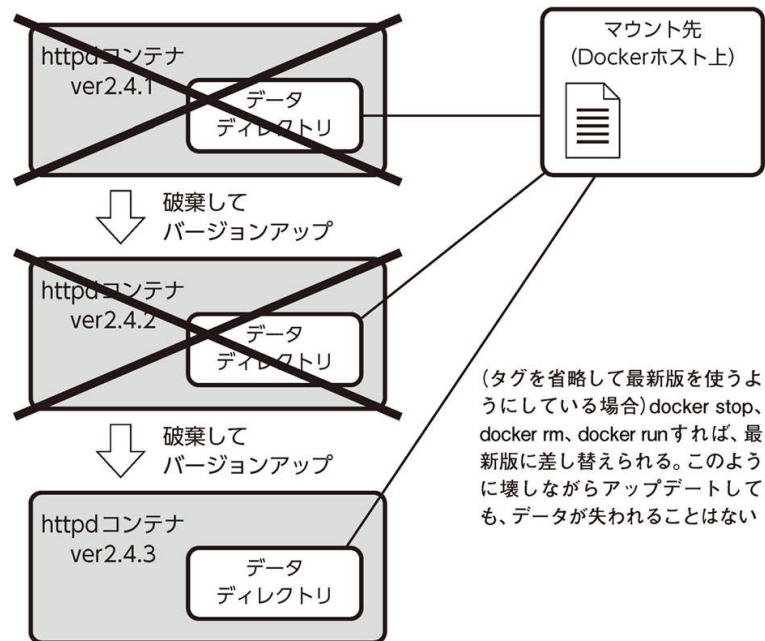 httpdコンテナ
ver2.4.1
データ
ディレクトリ
マウント先
(Dockerホスト上)
破棄して
バージョンアップ
httpdコンテナ
ver2.4.2
データ
ディレクトリ
破棄して
バージョンアップ
httpdコンテナ
ver2.4.3
データ
ディレクトリ
(タグを省略して最新版を使うよ
うにしている場合)docker stop、
docker rm、docker runすれば、最
新版に差し替えられる。このよう
に壊しながらアップデートして
も、データが失われることはない